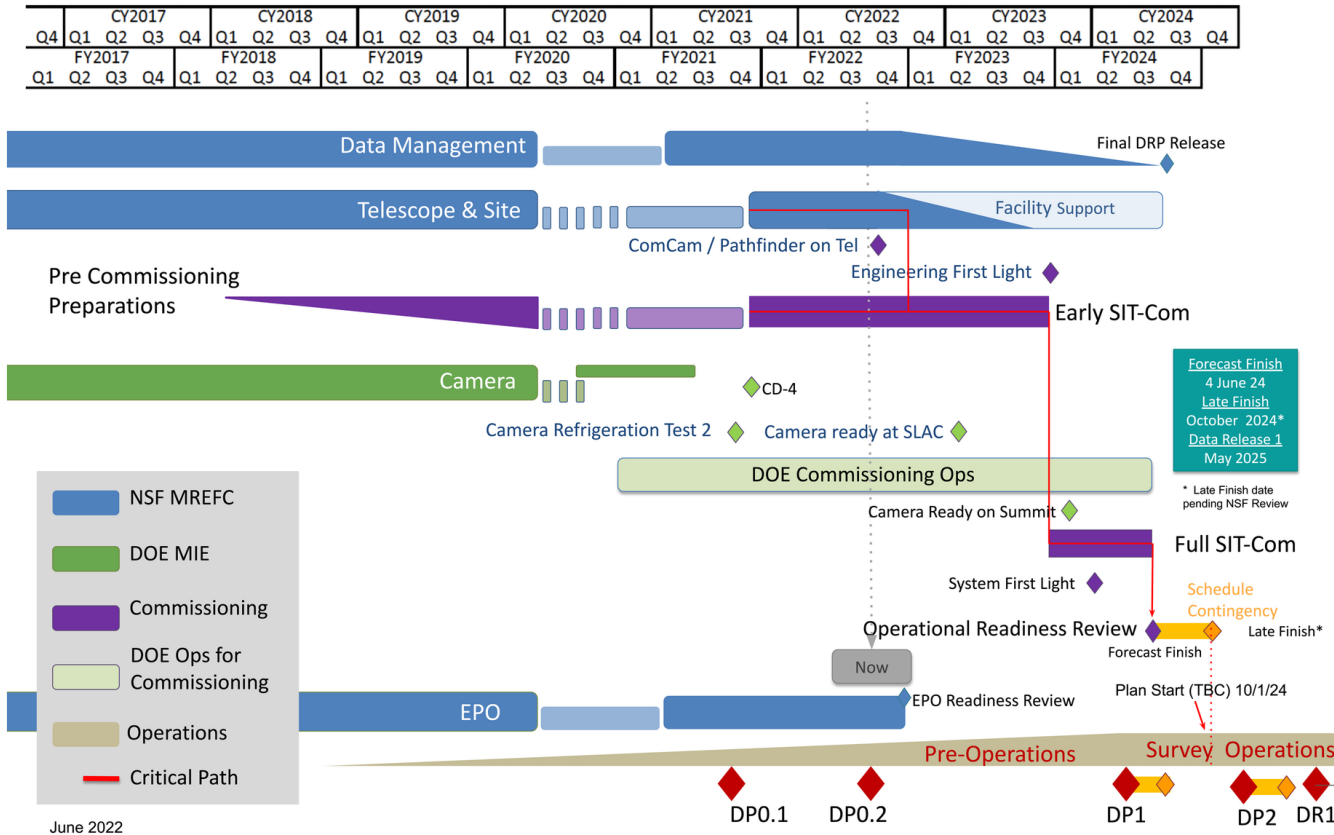 CY2017 CY2018 CY2019 CY2020 CY2021 CY2022 CY2023 CY2024
Q4 Q1 Q2 Q3 Q4 Q1 Q2 Q3 Q4 Q1 Q2 Q3 Q4 Q1 Q2 Q3 Q4 Q1 Q2 Q3 Q4 Q1 Q2 Q3 Q4 Q1 Q2 Q3 Q4 Q1 Q2 Q3 Q4
FY2017 FY2018 FY2019 FY2020 FY2021 FY2022 FY2023 FY2024
Q1 Q2 Q3 Q4 Q1 Q2 Q3 Q4 Q1 Q2 Q3 Q4 Q1 Q2 Q3 Q4 Q1 Q2 Q3 Q4 Q1 Q2 Q3 Q4 Q1 Q2 Q3 Q4 Q1 Q2 Q3 Q4
Data Management
Final DRP Release
Telescope & Site
Facility Support
ComCam / Pathfinder on Tel
Engineering First Light
Pre Commissioning
Preparations
Early SIT-Com
Camera
CD-4
Camera Refrigeration Test 2
Camera ready at SLAC
Forecast Finish
4 June 24
Late Finish
October 2024*
Data Release 1
May 2025
* Late Finish date
pending NSF Review
DOE Commissioning Ops
Camera Ready on Summit
Full SIT-Com
System First Light
Schedule
Contingency
Operational Readiness Review
Forecast Finish
Late Finish*
Now
Plan Start (TBC) 10/1/24
EPO
EPO Readiness Review
Pre-Operations
Survey Operations
DP0.1
DP0.2
DP1
DP2
DR1
NSF MREFC
DOE MIE
Commissioning
DOE Ops for
Commissioning
Operations
Critical Path
June 2022